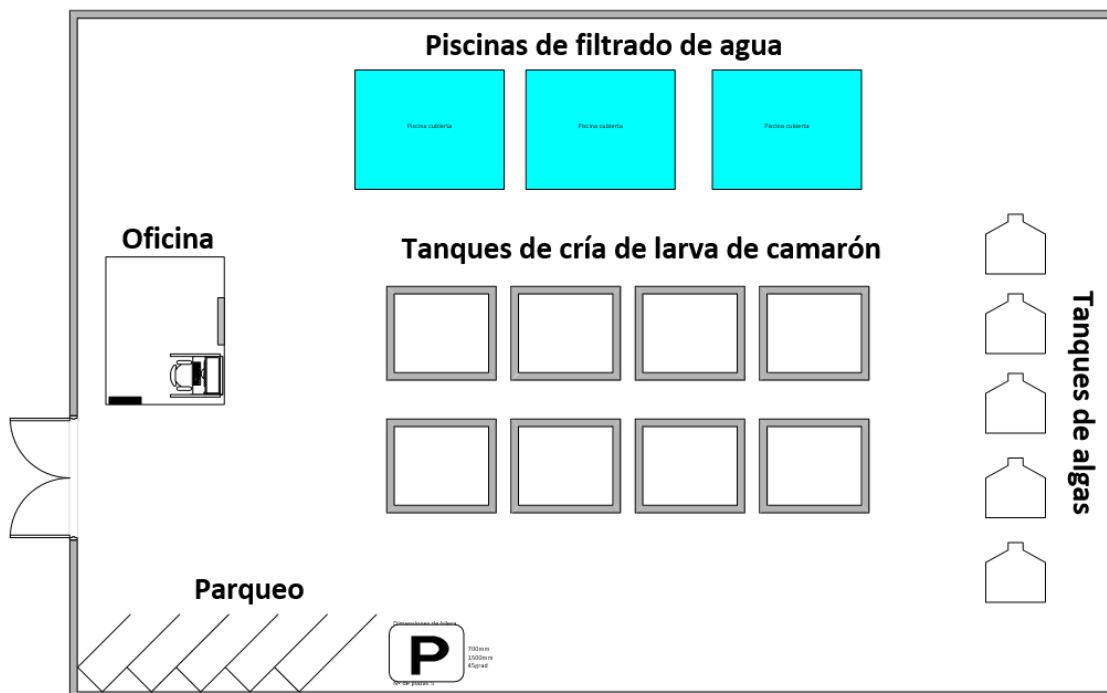 Piscinas de filtrado de agua
Piscina cubierta
Piscina cubierta
Piscina cubierta
Oficina
Tanques de cría de larva de camarón
Tanques de algas
Parqueo
P
700mm
1500mm
45grad